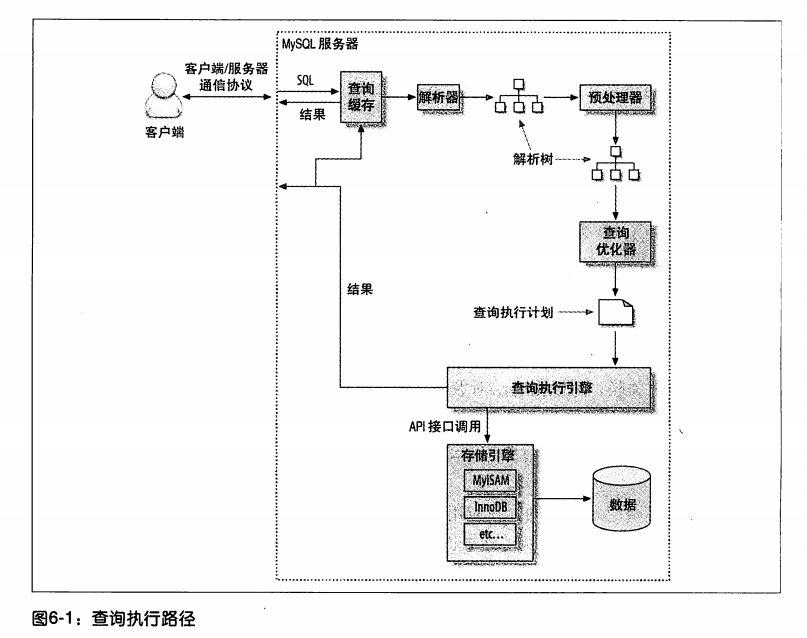 MySQL 服务器
客户端/服务器
通信协议
客户端
SQL
结果
查询
缓存
解析器
预处理器
解析树
查询
优化器
结果
查询执行计划
查询执行引擎
API 接口调用
存储引擎
MyISAM
InnoDB
etc...
数据
图6-1：查询执行路径